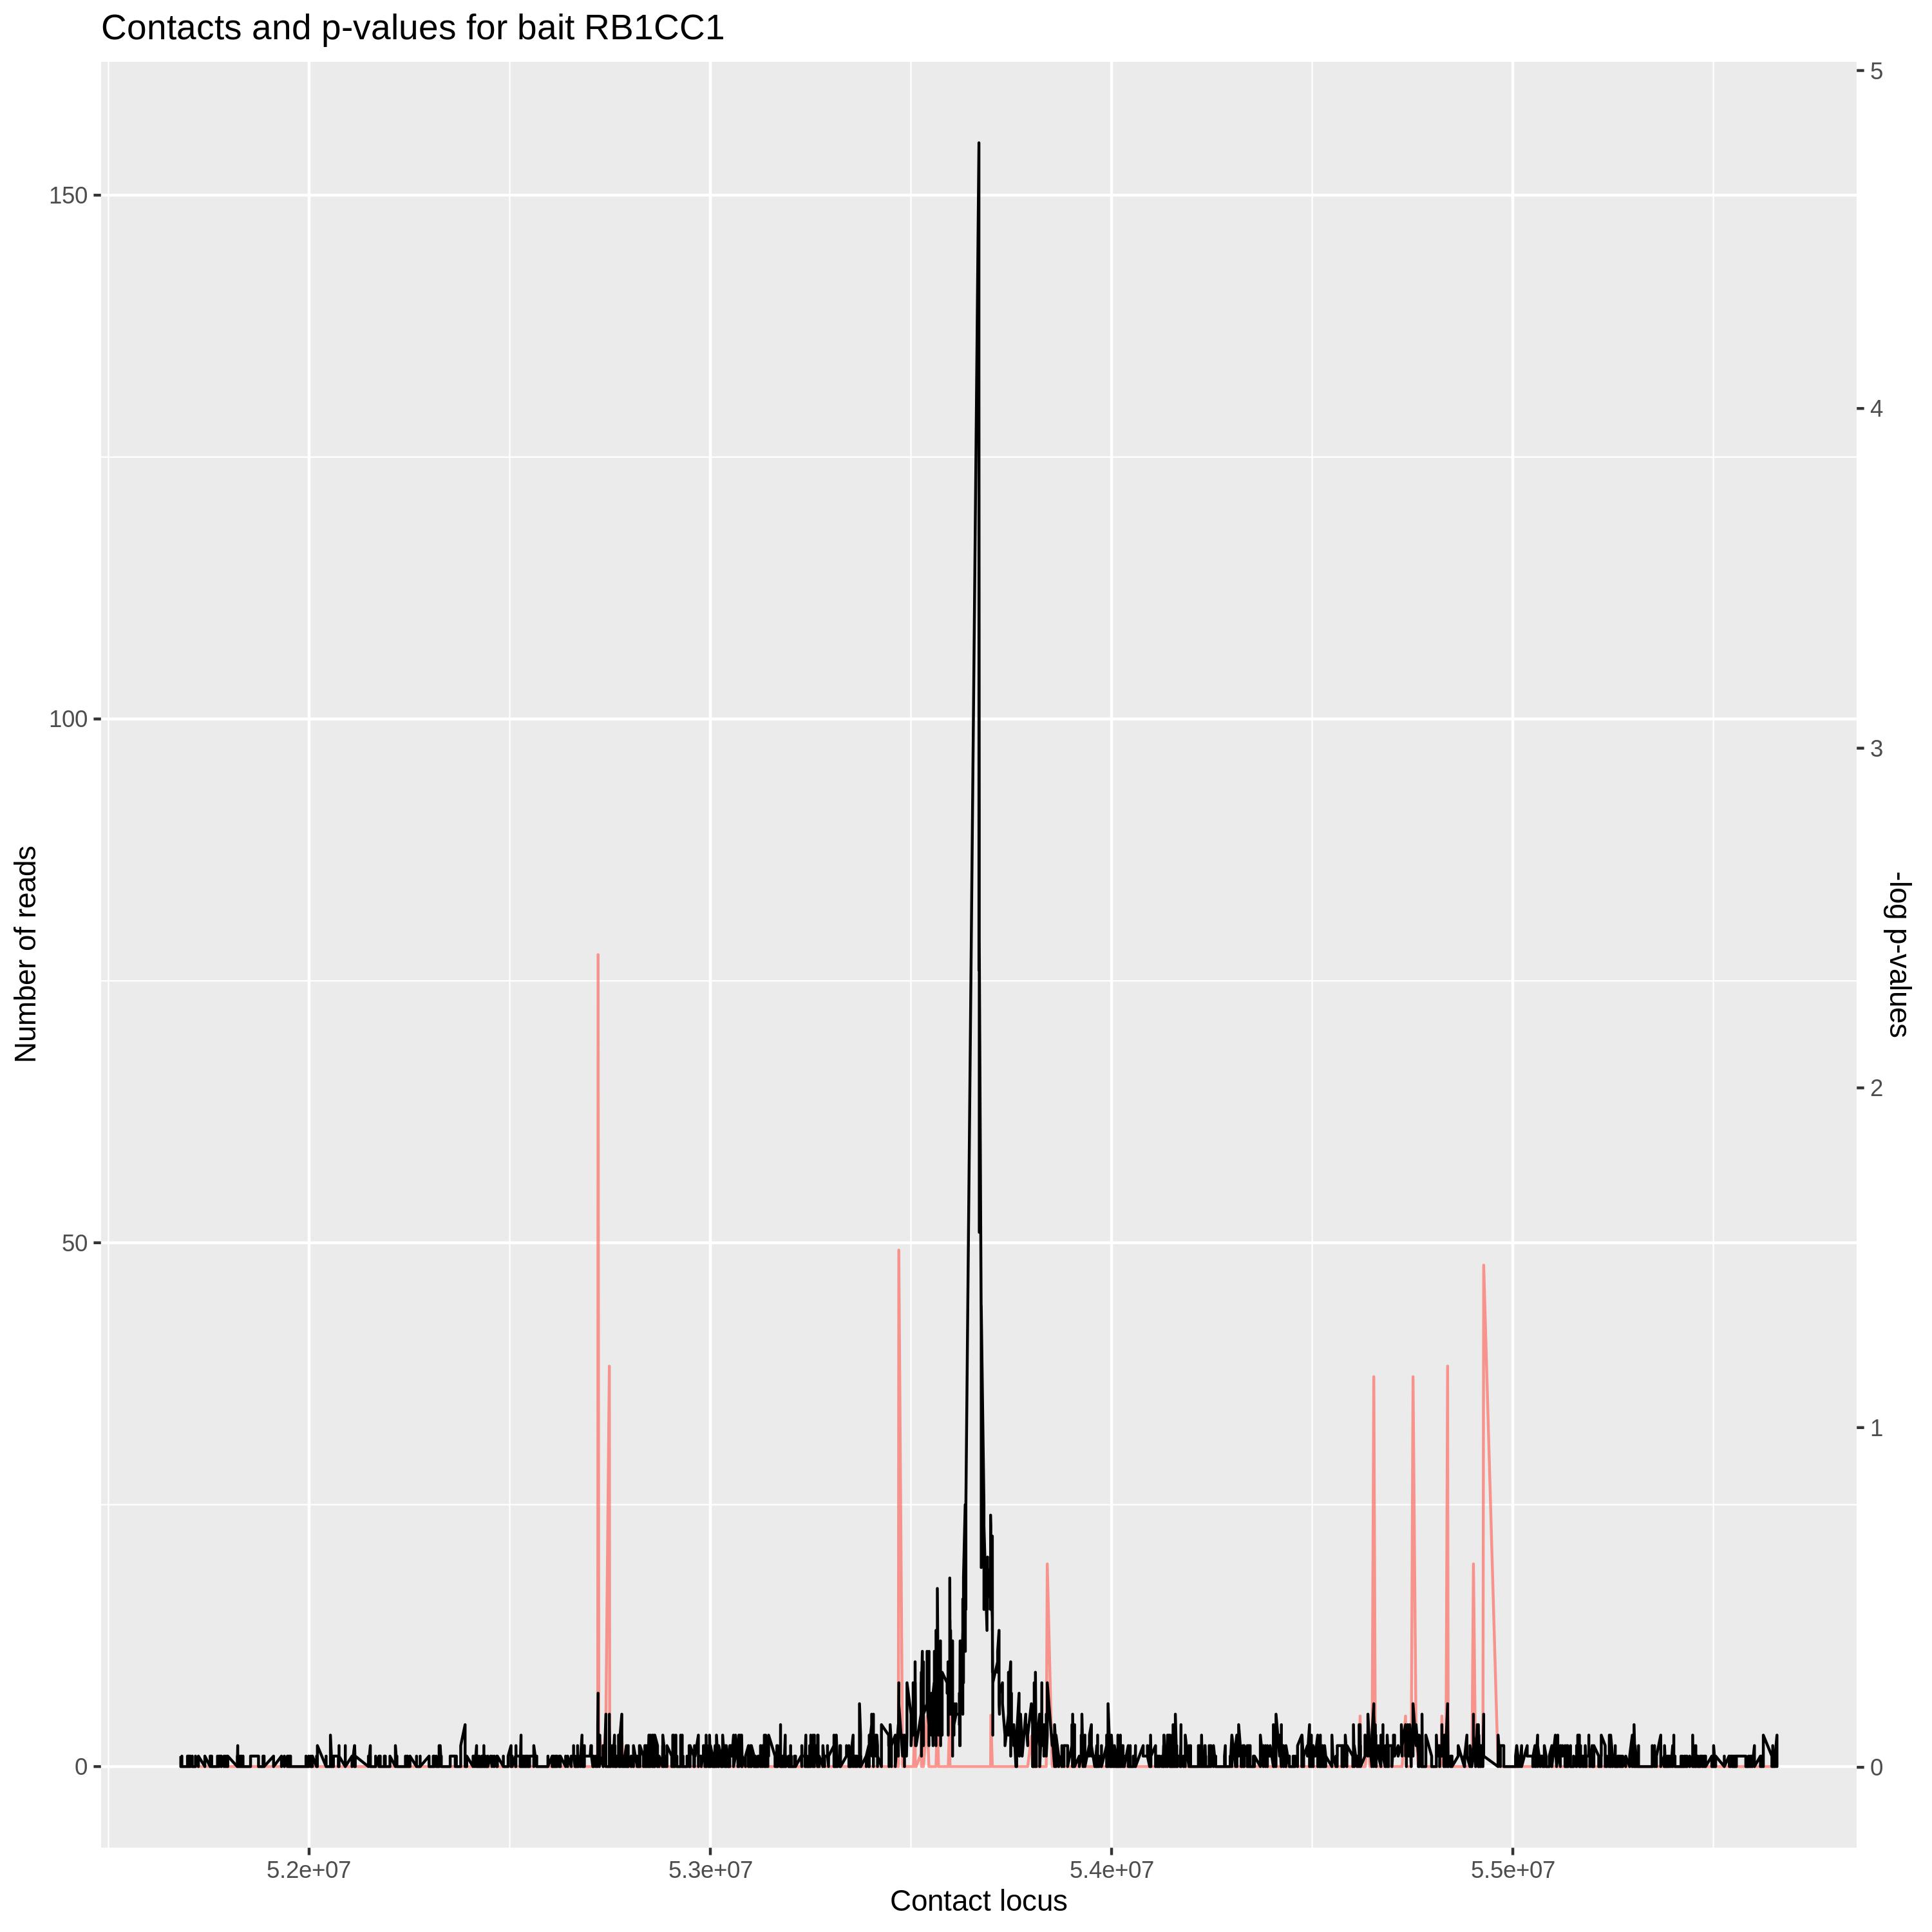 Contacts and p-values for bait RB1CC1
5
150
4
100
3
Number of reads
-log p-values
2
50
1
0
0
5.2e+07
5.3e+07
5.4e+07
5.5e+07
Contact locus